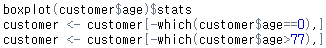 boxplot(customer$age)$stats
customer <- customer[-which(customer$age==0),]
customer <- customer[-which(customer$age>77),]